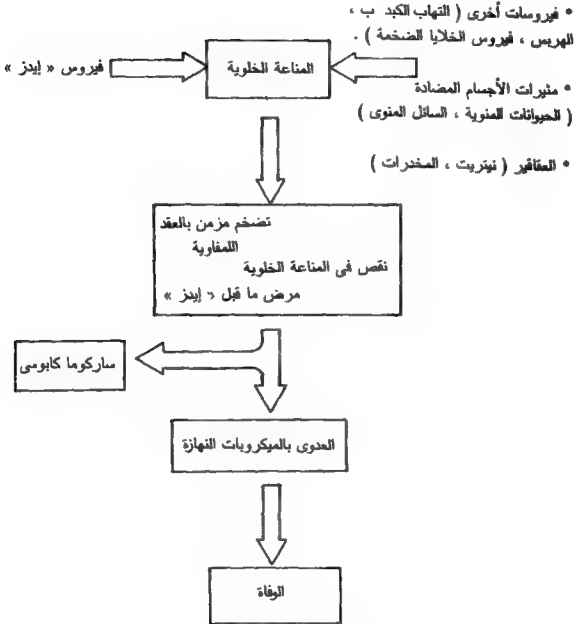 * فيروسات أخرى ( التهاب الكبد ب ،
الهربس ، فيروس الخلايا الضخمة ) .
المناعة الخلوية
فيروس « إيدز »
* مثيرات الأجسام المضادة
( الحيوانات المنوية ، السائل المنوى )
* العقاقير ( نيتريت ، المخدرات )
تضخم مزمن بالعقد
اللمفاوية
نقص فى المناعة الخلوية
مرض ما قبل « إيدز »
ساركوما كابوسى
العدوى بالميكروبات النهازة
الوفاة